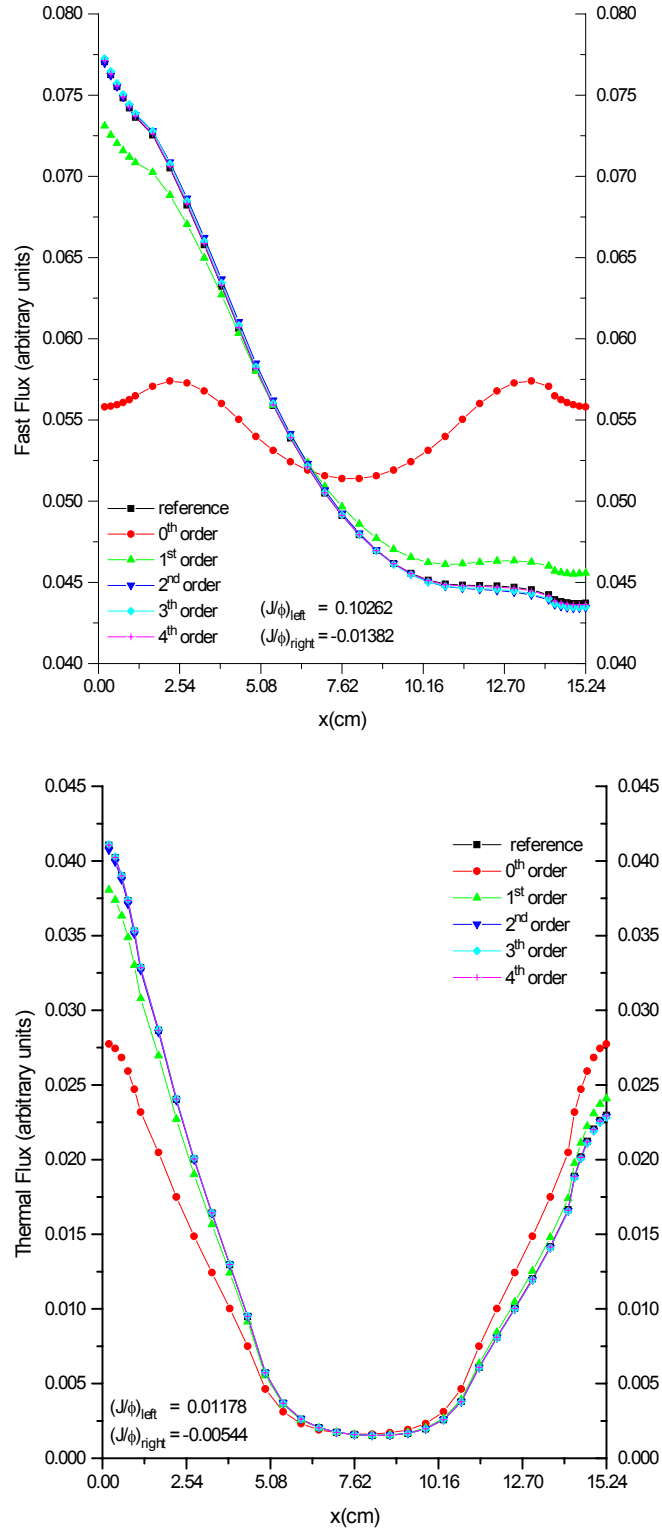 0.080
0.075
0.070
0.065
0.060
0.055
0.050
0.045
0.040
0.080
0.075
0.070
0.065
0.060
0.055
0.050
0.045
0.040
Fast Flux (arbitrary units)
reference
0th order
1st order
2nd order
3th order
4th order
(J/ϕ)left = 0.10262
(J/ϕ)right = -0.01382
0.00 2.54 5.08 7.62 10.16 12.70 15.24
x(cm)
0.045
0.040
0.035
0.030
0.025
0.020
0.015
0.010
0.005
0.000
0.045
0.040
0.035
0.030
0.025
0.020
0.015
0.010
0.005
0.000
Thermal Flux (arbitrary units)
reference
0th order
1st order
2nd order
3th order
4th order
(J/ϕ)left = 0.01178
(J/ϕ)right = -0.00544
0.00 2.54 5.08 7.62 10.16 12.70 15.24
x(cm)